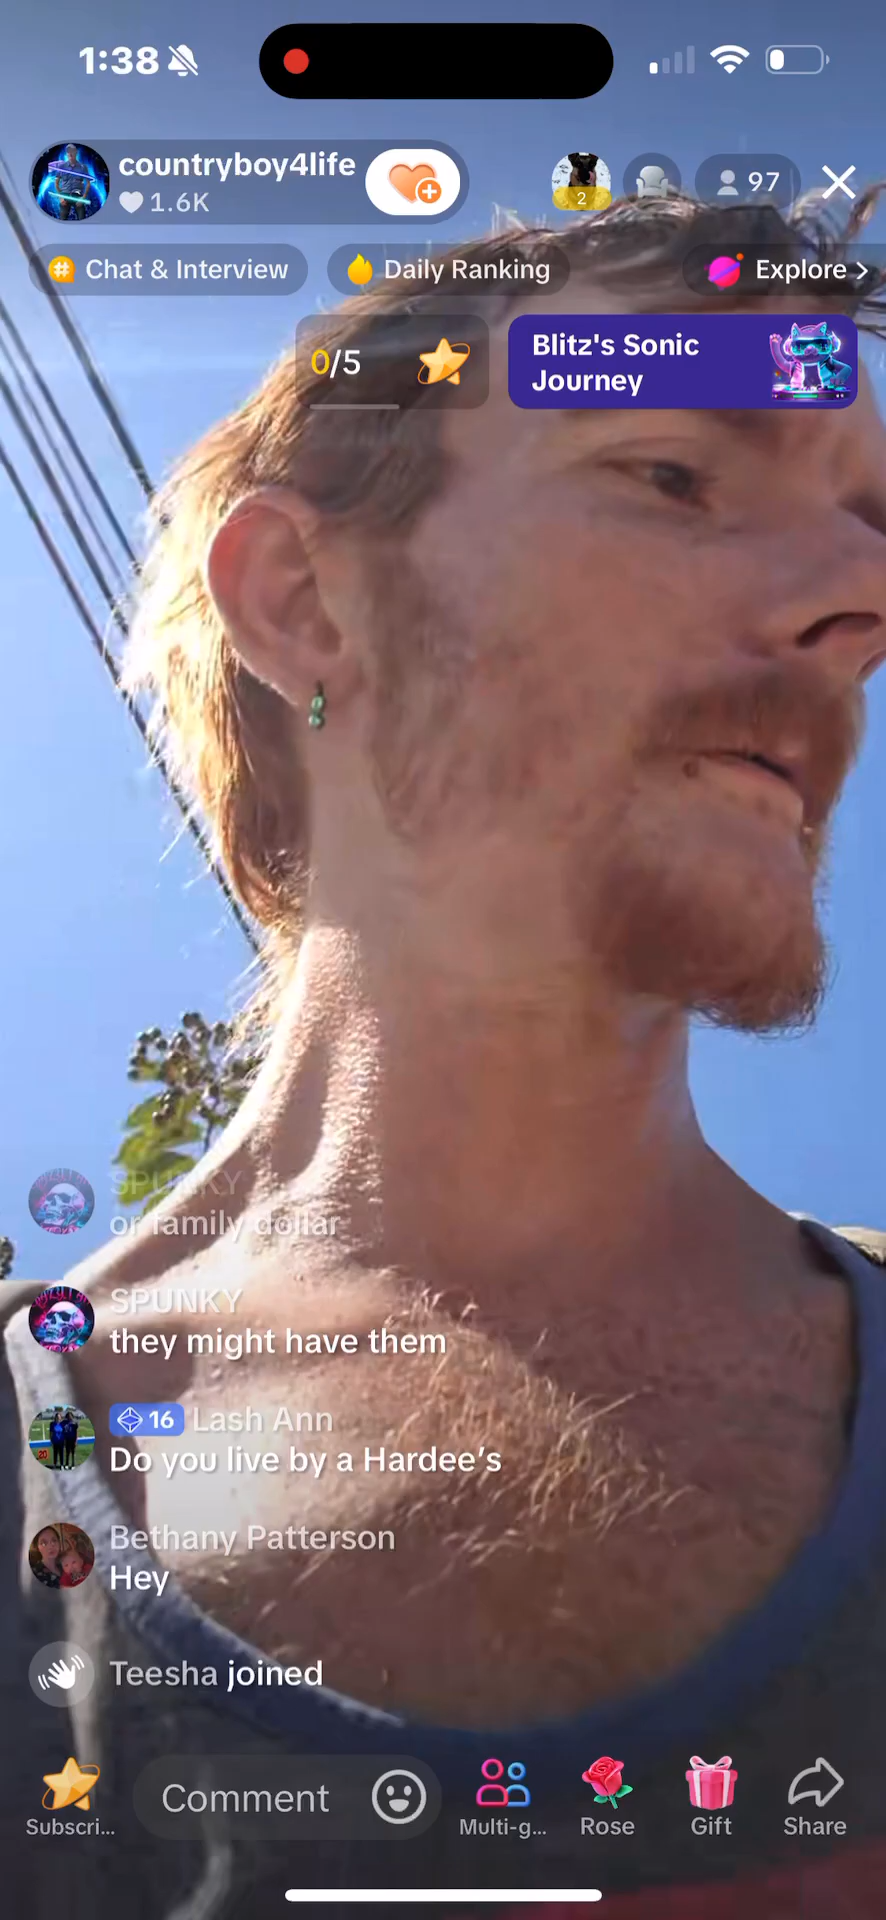 1:38
countryboy4life
1.6K
2
97
Chat & Interview
Daily Ranking
Explore >
0/5
Blitz's Sonic
Journey
SPUNKY
or family dollar
SPUNKY
they might have them
16 Lash Ann
Do you live by a Hardee’s
Bethany Patterson
Hey
Teesha joined
Subscri...
Comment
Multi-g...
Rose
Gift
Share